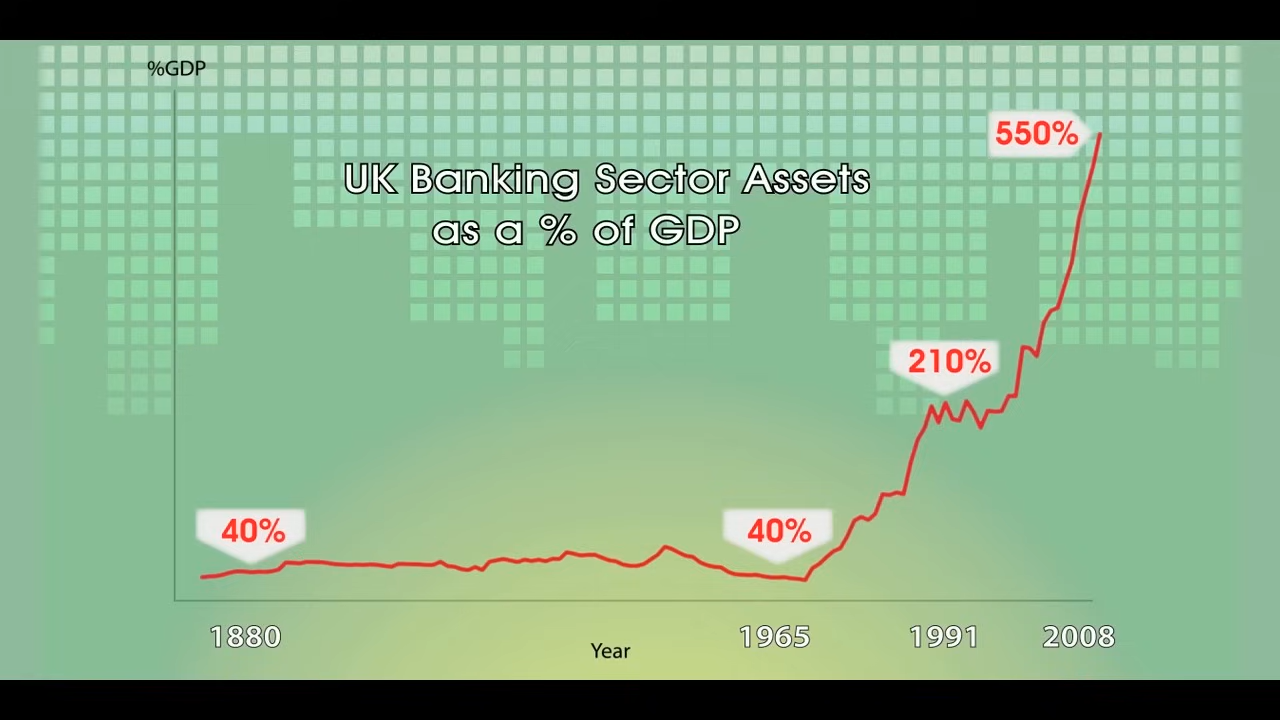 %GDP
550%
UK Banking Sector Assets
as a % of GDP
210%
40%
40%
1880
1965
1991
2008
Year